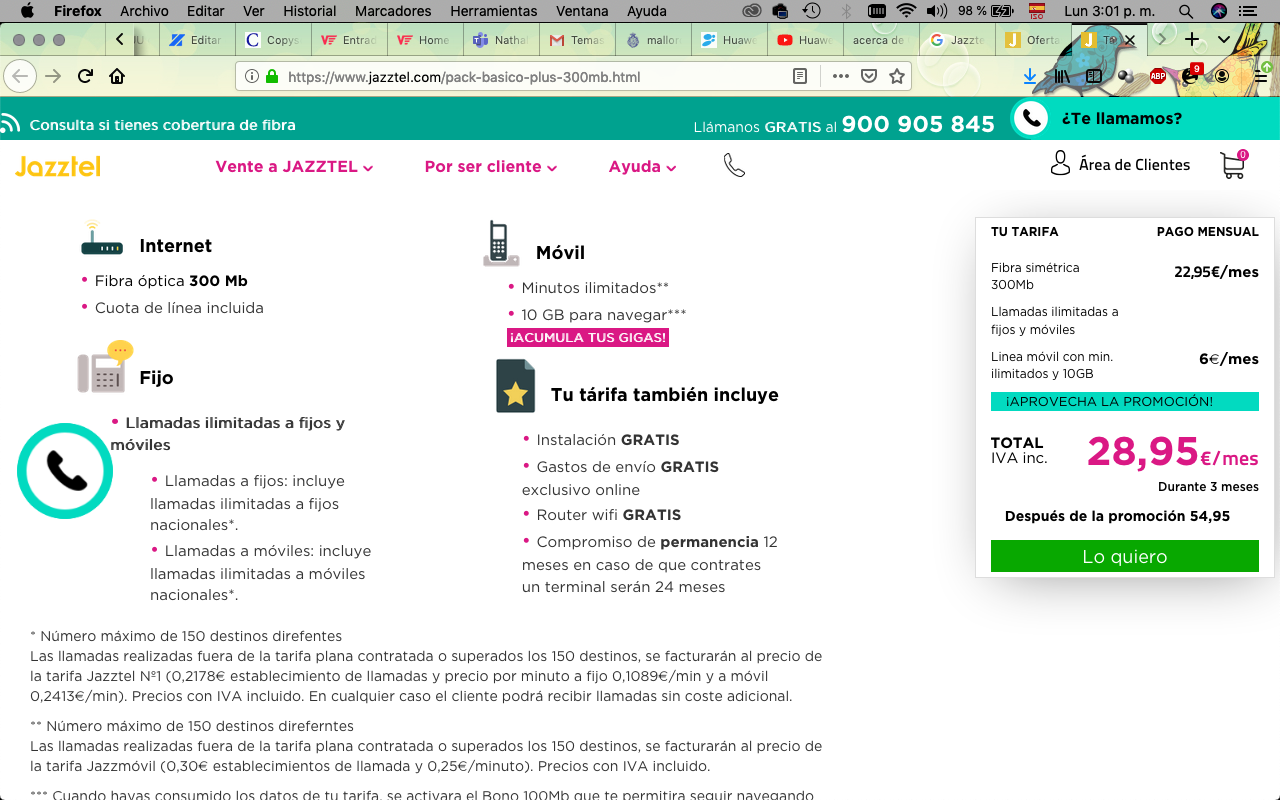 Firefox Archivo Editar Ver Historial Marcadores Herramientas Ventana Ayuda 98 % ISO Lun 3:01 p. m.
Editar Copys Entrad Home Nathal Temas mallor Huawe Huawe acerca de Jazzte Oferta
https://www.jazztel.com/pack-basico-plus-300mb.html ABP 9
Consulta si tienes cobertura de fibra Llámanos GRATIS al 900 905 845 ¿Te llamamos?
Jazztel Vente a JAZZTEL Por ser cliente Ayuda Área de Clientes 0
Internet
• Fibra óptica 300 Mb
• Cuota de línea incluida
Fijo
• Llamadas ilimitadas a fijos y
móviles
• Llamadas a fijos: incluye
llamadas ilimitadas a fijos
nacionales*.
• Llamadas a móviles: incluye
llamadas ilimitadas a móviles
nacionales*.
Móvil
• Minutos ilimitados**
• 10 GB para navegar***
¡ACUMULA TUS GIGAS!
Tu tárifa también incluye
• Instalación GRATIS
• Gastos de envío GRATIS
exclusivo online
• Router wifi GRATIS
• Compromiso de permanencia 12
meses en caso de que contrates
un terminal serán 24 meses
TU TARIFA PAGO MENSUAL
Fibra simétrica
300Mb 22,95€/mes
Llamadas ilimitadas a
fijos y móviles
Linea móvil con min.
ilimitados y 10GB 6€/mes
¡APROVECHA LA PROMOCIÓN!
TOTAL
IVA inc. 28,95€/mes
Durante 3 meses
Después de la promoción 54,95
Lo quiero
* Número máximo de 150 destinos direfentes
Las llamadas realizadas fuera de la tarifa plana contratada o superados los 150 destinos, se facturarán al precio de
la tarifa Jazztel Nº1 (0,2178€ establecimiento de llamadas y precio por minuto a fijo 0,1089€/min y a móvil
0,2413€/min). Precios con IVA incluido. En cualquier caso el cliente podrá recibir llamadas sin coste adicional.
** Número máximo de 150 destinos direferntes
Las llamadas realizadas fuera de la tarifa plana contratada o superados los 150 destinos, se facturarán al precio de
la tarifa Jazzmóvil (0,30€ establecimientos de llamada y 0,25€/minuto). Precios con IVA incluido.
*** Cuando hayas consumido los datos de tu tarifa, se activara el Bono 100Mb que te permitira seguir navegando